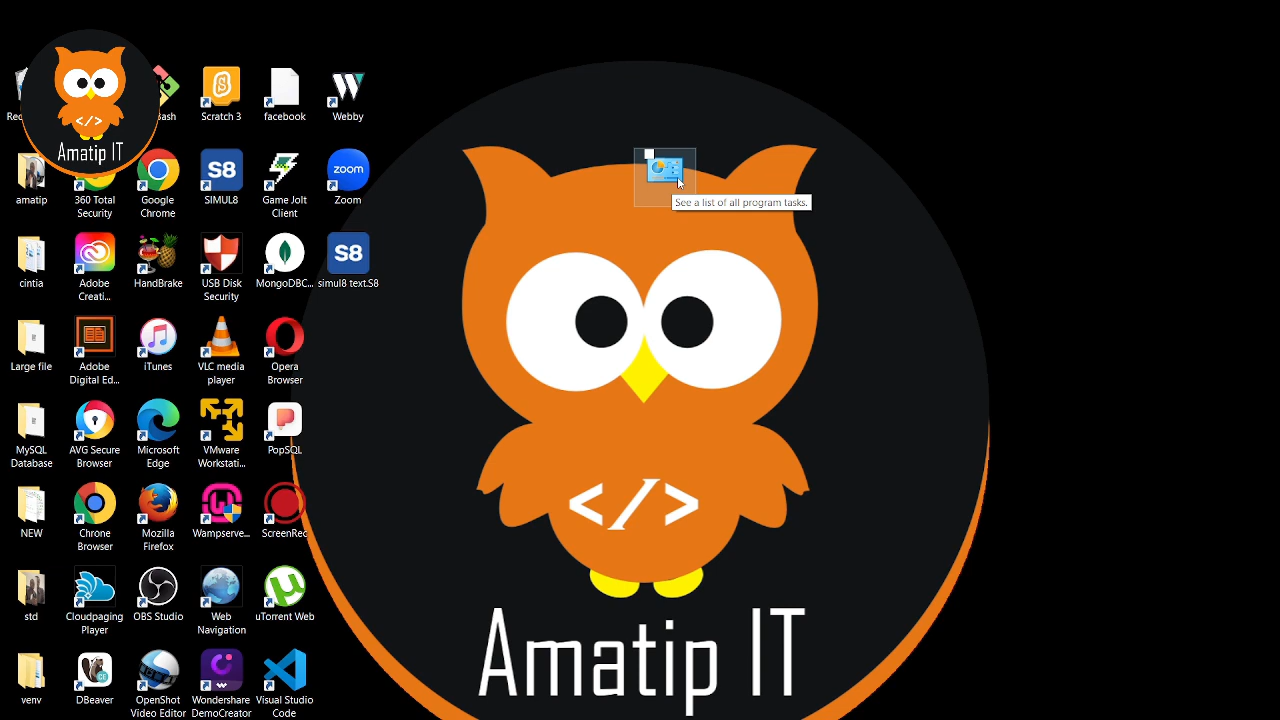 Rec
Bash
Scratch 3
facebook
Webby
</>
Amatip IT
amatip
360 Total
Security
Google
Chrome
SIMUL8
Game Jolt
Client
zoom
Zoom
S8
See a list of all program tasks.
cintia
Adobe
Creati...
HandBrake
USB Disk
Security
MongoDBC...
S8
simul8 text.S8
Large file
Adobe
Digital Ed...
iTunes
VLC media
player
Opera
Browser
MySQL
Database
AVG Secure
Browser
Microsoft
Edge
VMware
Workstati...
PopSQL
NEW
Chrone
Browser
Mozilla
Firefox
Wampserve...
ScreenRec
</>
std
Cloudpaging
Player
OBS Studio
Web
Navigation
uTorrent Web
venv
DBeaver
OpenShot
Video Editor
Wondershare
DemoCreator
Visual Studio
Code
Amatip IT